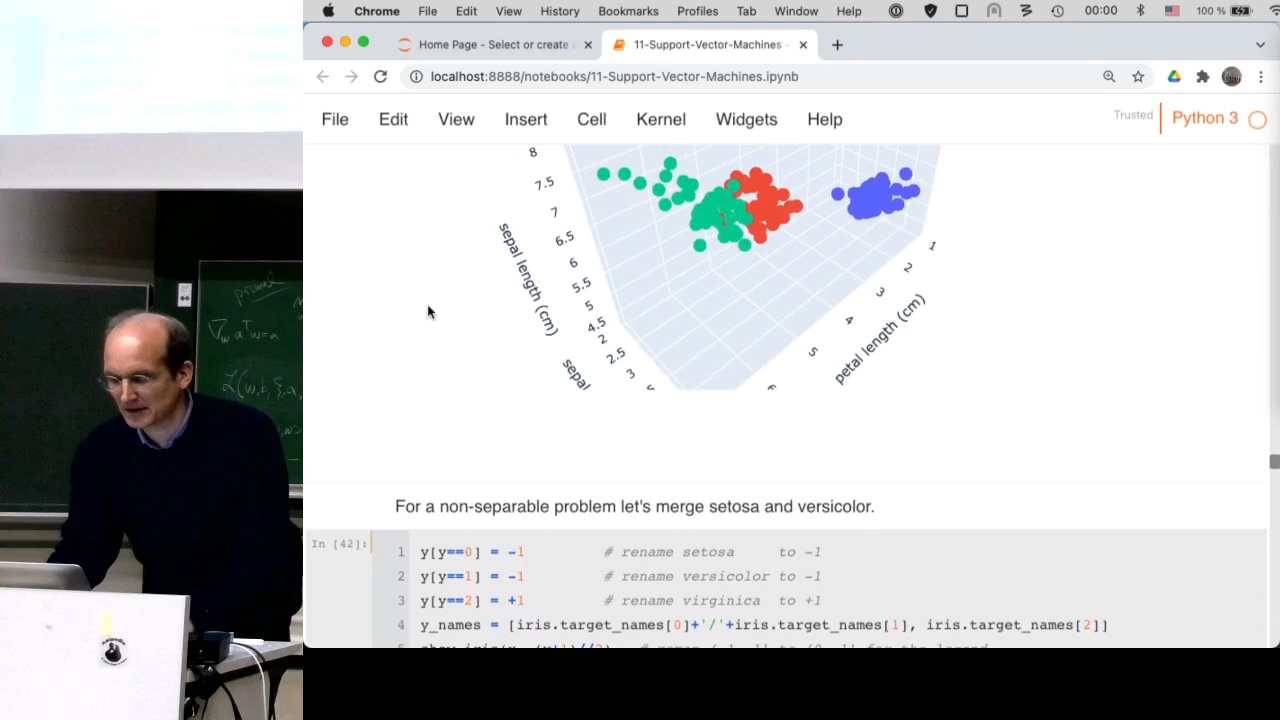 Chrome File Edit View History Bookmarks Profiles Tab Window Help 00:00 100 %
Home Page - Select or create a 11-Support-Vector-Machines -
localhost:8888/notebooks/11-Support-Vector-Machines.ipynb
File Edit View Insert Cell Kernel Widgets Help Trusted Python 3
8
7.5
7
6.5
6
5.5
5
4.5
sepal length (cm)
2
2.5
3
sepal
1
2
3
4
5
6
petal length (cm)
primal
For a non-separable problem let's merge setosa and versicolor.
In [42]:
1 y[y==0] = -1 # rename setosa to -1
2 y[y==1] = -1 # rename versicolor to -1
3 y[y==2] = +1 # rename virginica to +1
4 y_names = [iris.target_names[0]+'/'+iris.target_names[1], iris.target_names[2]]